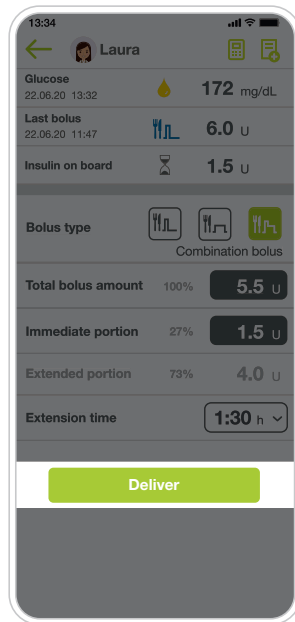 13:34
Laura
Glucose
22.06.20 13:32
172 mg/dL
Last bolus
22.06.20 11:47
6.0 U
Insulin on board
1.5 U
Bolus type
Combination bolus
Total bolus amount 100% 5.5 U
Immediate portion 27% 1.5 U
Extended portion 73% 4.0 U
Extension time 1:30 h
Deliver